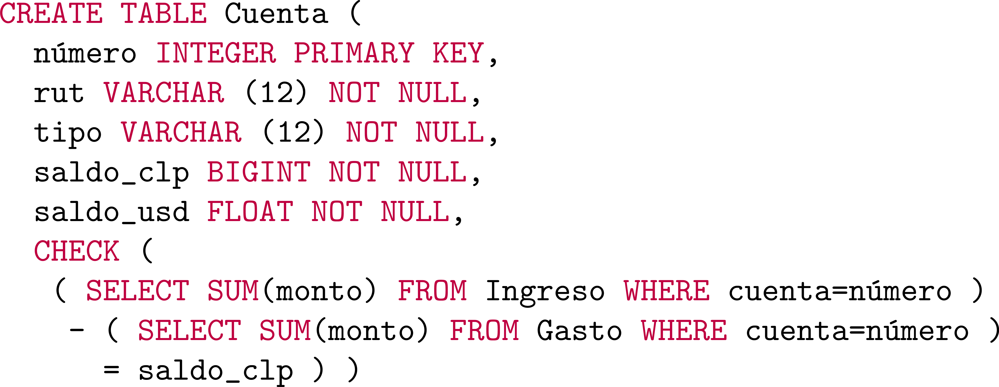 CREATE TABLE Cuenta (
número INTEGER PRIMARY KEY,
rut VARCHAR (12) NOT NULL,
tipo VARCHAR (12) NOT NULL,
saldo_clp BIGINT NOT NULL,
saldo_usd FLOAT NOT NULL,
CHECK (
( SELECT SUM(monto) FROM Ingreso WHERE cuenta=número )
- ( SELECT SUM(monto) FROM Gasto WHERE cuenta=número )
= saldo_clp ) )